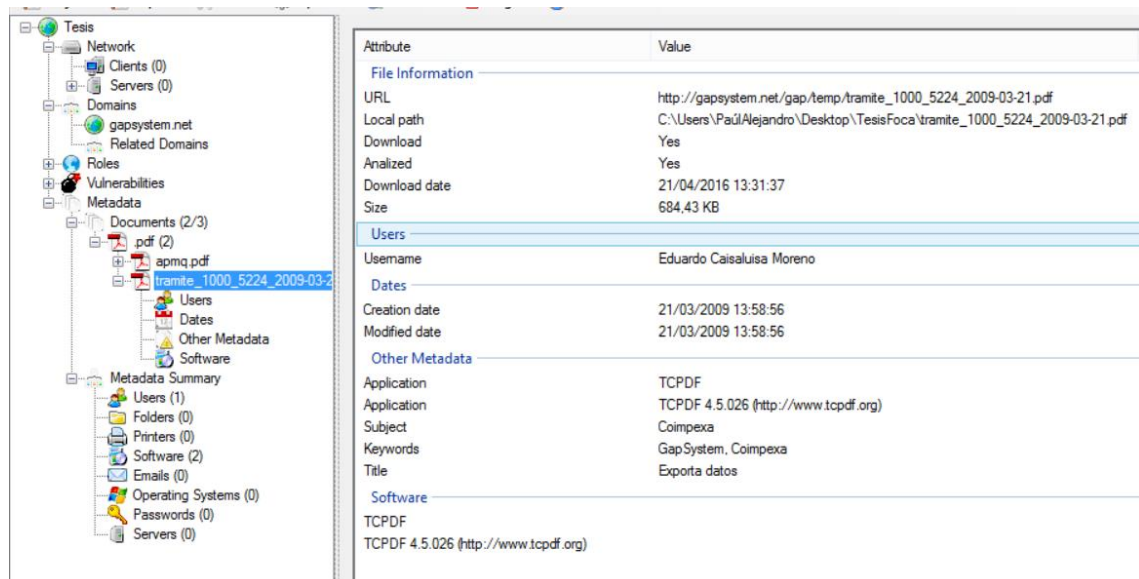 Tesis
Network
Clients (0)
Servers (0)
Domains
gapsystem.net
Related Domains
Roles
Vulnerabilities
Metadata
Documents (2/3)
.pdf (2)
apmq.pdf
tramite_1000_5224_2009-03-2
Users
Dates
Other Metadata
Software
Metadata Summary
Users (1)
Folders (0)
Printers (0)
Software (2)
Emails (0)
Operating Systems (0)
Passwords (0)
Servers (0)
Attribute Value
File Information
URL http://gapsystem.net/gap/temp/tramite_1000_5224_2009-03-21.pdf
Local path C:\Users\PaúlAlejandro\Desktop\TesisFoca\tramite_1000_5224_2009-03-21.pdf
Download Yes
Analized Yes
Download date 21/04/2016 13:31:37
Size 684,43 KB
Users
Username Eduardo Caisaluisa Moreno
Dates
Creation date 21/03/2009 13:58:56
Modified date 21/03/2009 13:58:56
Other Metadata
Application TCPDF
Application TCPDF 4.5.026 (http://www.tcpdf.org)
Subject Coimpexa
Keywords GapSystem, Coimpexa
Title Exporta datos
Software
TCPDF
TCPDF 4.5.026 (http://www.tcpdf.org)